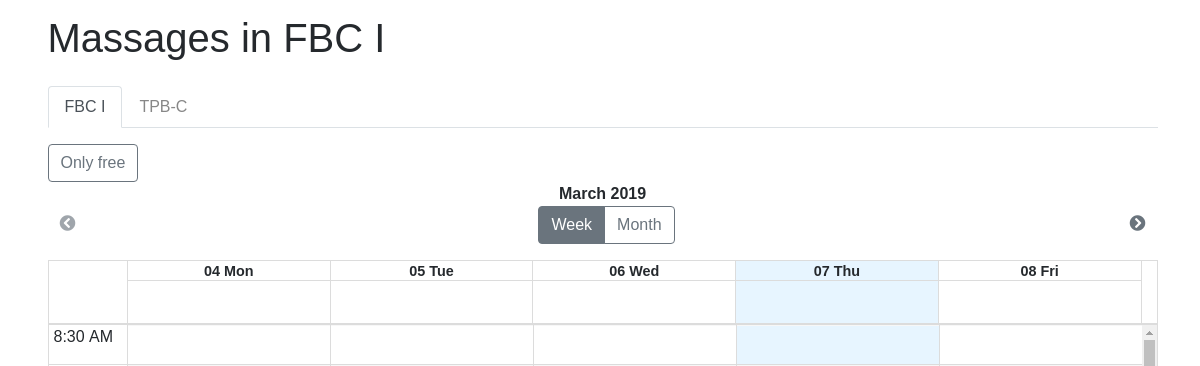 Massages in FBC I
FBC I TPB-C
Only free
March 2019
Week Month
04 Mon 05 Tue 06 Wed 07 Thu 08 Fri
8:30 AM